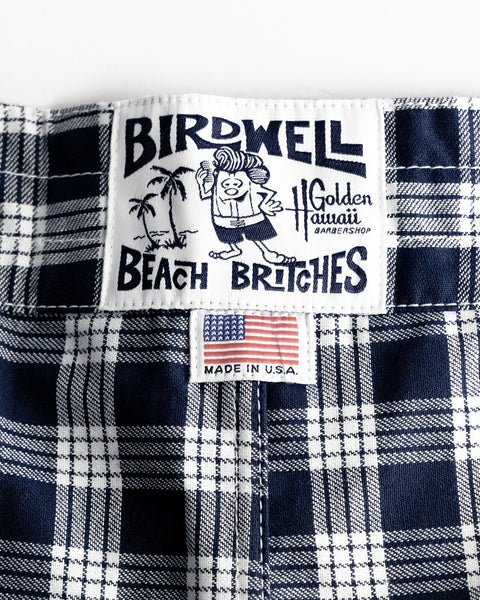 BIRDWELL
Golden
Hawaii
BARBERSHOP
BEACH BRITCHES
MADE IN U.S.A.